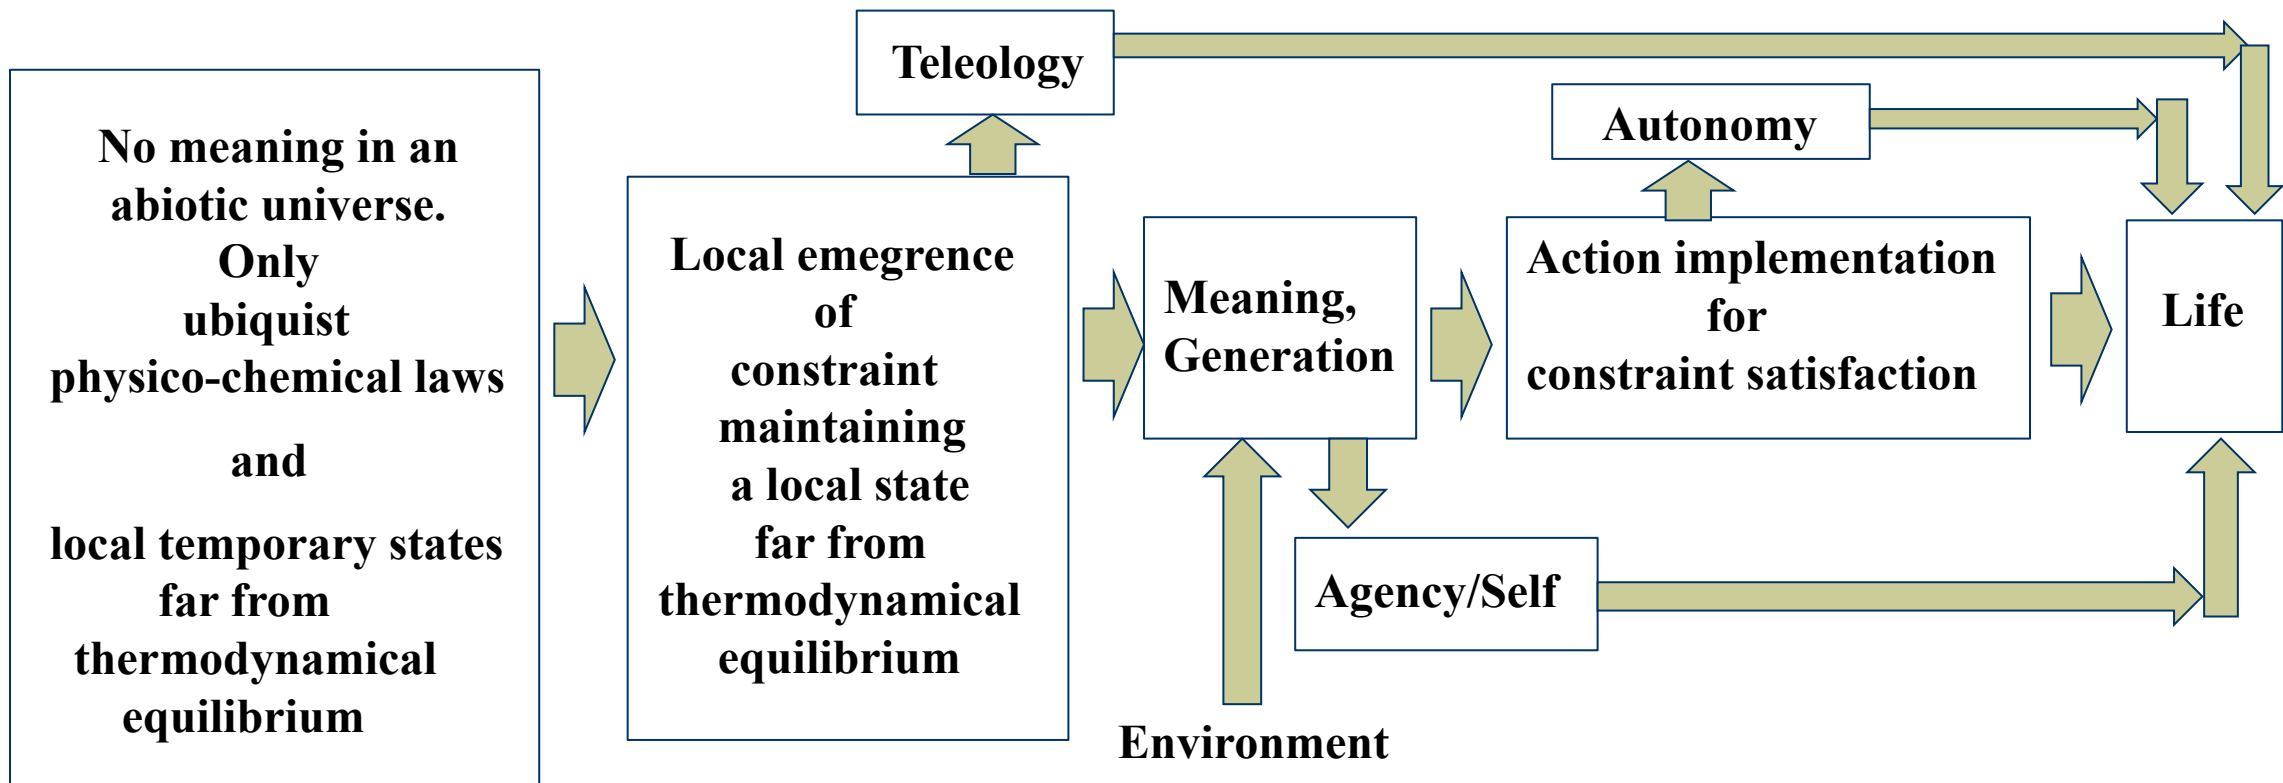 No meaning in an
abiotic universe.
Only
ubiquist
physico-chemical laws
and
local temporary states
far from
thermodynamical
equilibrium
Local emegrence
of
constraint
maintaining
a local state
far from
thermodynamical
equilibrium
Teleology
Meaning,
Generation
Environment
Agency/Self
Action implementation
for
constraint satisfaction
Autonomy
Life